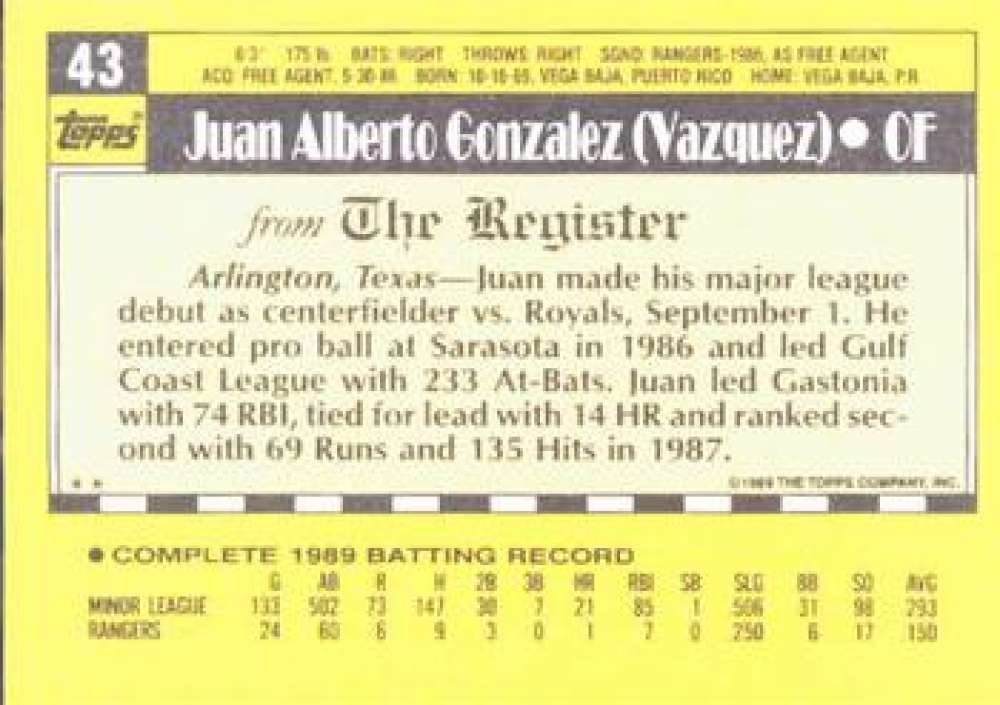 43
6'3" 175 lb BATS: RIGHT THROWS: RIGHT SGND: RANGERS-1986, AS FREE AGENT
ACQ: FREE AGENT, BORN: VEGA BAJA, PUERTO RICO HOME: VEGA BAJA, P.R.
Topps
Juan Alberto Gonzalez (Vazquez) • OF
from The Register
Arlington, Texas—Juan made his major league
debut as centerfielder vs. Royals, September 1. He
entered pro ball at Sarasota in 1986 and led Gulf
Coast League with 233 At-Bats. Juan led Gastonia
with 74 RBI, tied for lead with 14 HR and ranked sec-
ond with 69 Runs and 135 Hits in 1987.
* * ©1989 THE TOPPS COMPANY, INC.
• COMPLETE 1989 BATTING RECORD
G AB R H 2B 3B HR RBI SB SLG BB SO AVG
MINOR LEAGUE 133 502 73 147 30 7 21 85 1 .506 31 98 .293
RANGERS 24 60 6 9 3 0 1 7 0 .250 6 17 .150